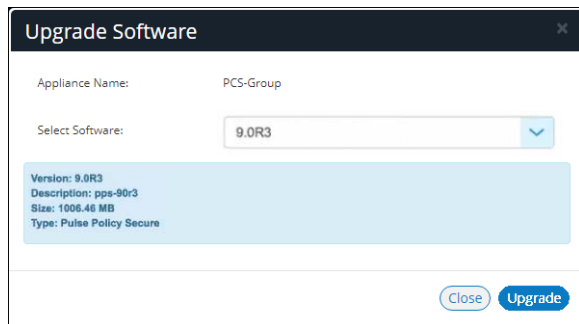 Upgrade Software
Appliance Name: PCS-Group
Select Software: 9.0R3
Version: 9.0R3
Description: pps-90r3
Size: 1006.46 MB
Type: Pulse Policy Secure
Close Upgrade